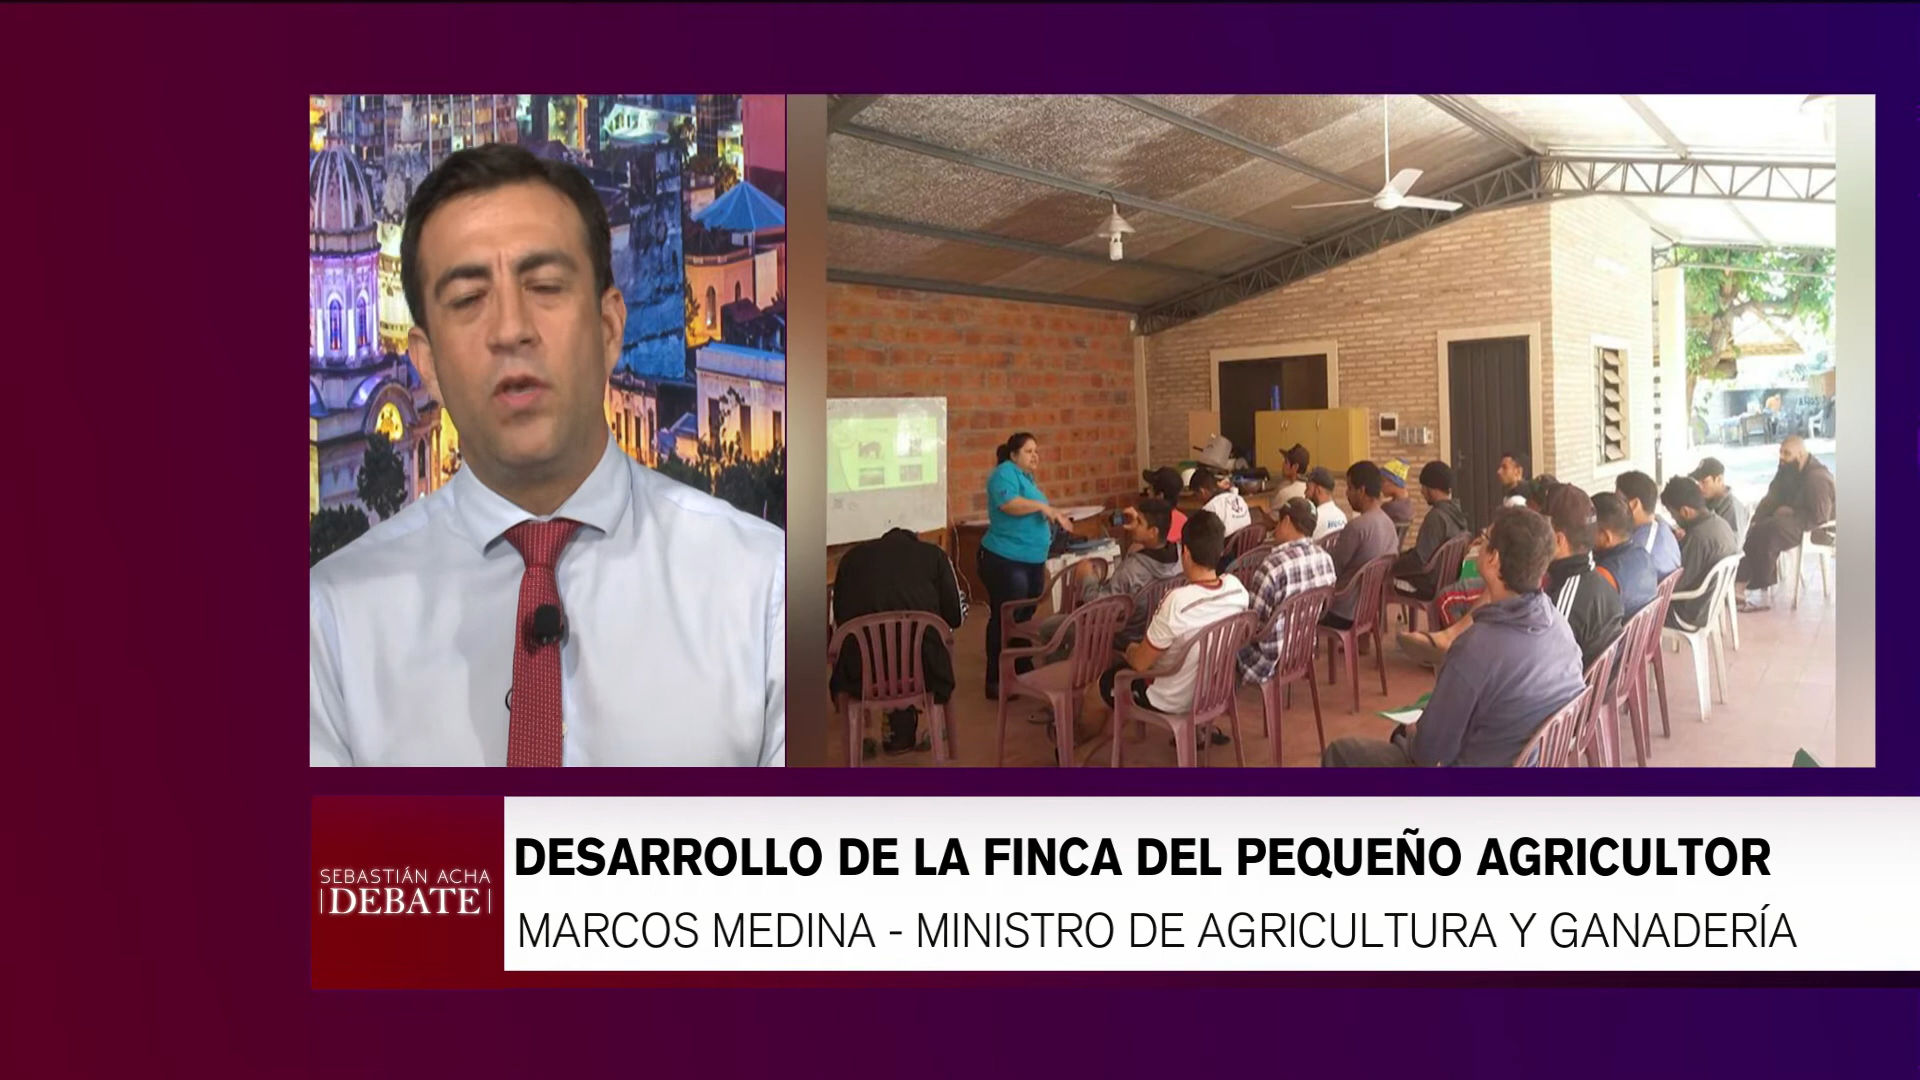 DESARROLLO DE LA FINCA DEL PEQUEÑO AGRICULTOR
SEBASTIÁN ACHA
DEBATE
MARCOS MEDINA - MINISTRO DE AGRICULTURA Y GANADERÍA